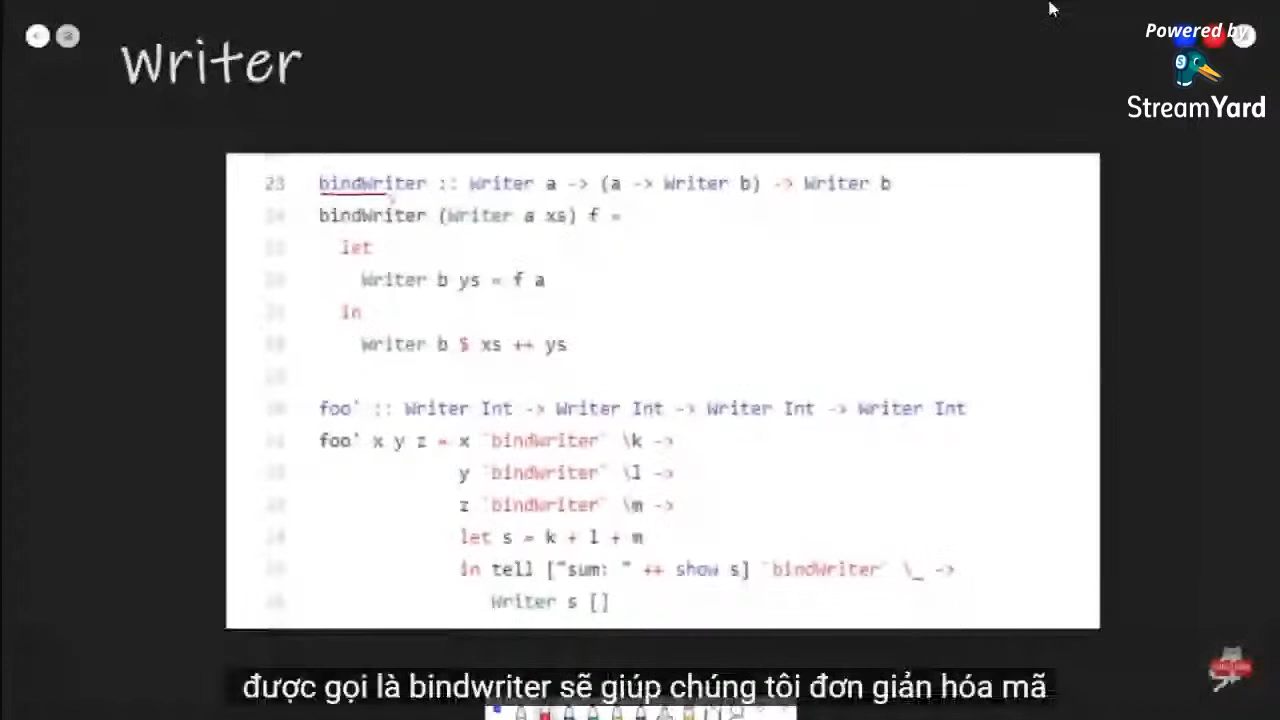 Writer
Powered by
StreamYard
23 bindWriter :: Writer a -> (a -> Writer b) -> Writer b
bindWriter (Writer a xs) f =
let
Writer b ys = f a
in
Writer b $ xs ++ ys
foo' :: Writer Int -> Writer Int -> Writer Int -> Writer Int
foo' x y z = x `bindWriter` \k ->
y `bindWriter` \l ->
z `bindWriter` \m ->
let s = k + l + m
in tell ["sum: " ++ show s] `bindWriter` \_ ->
Writer s []
được gọi là bindwriter sẽ giúp chúng tôi đơn giản hóa mã